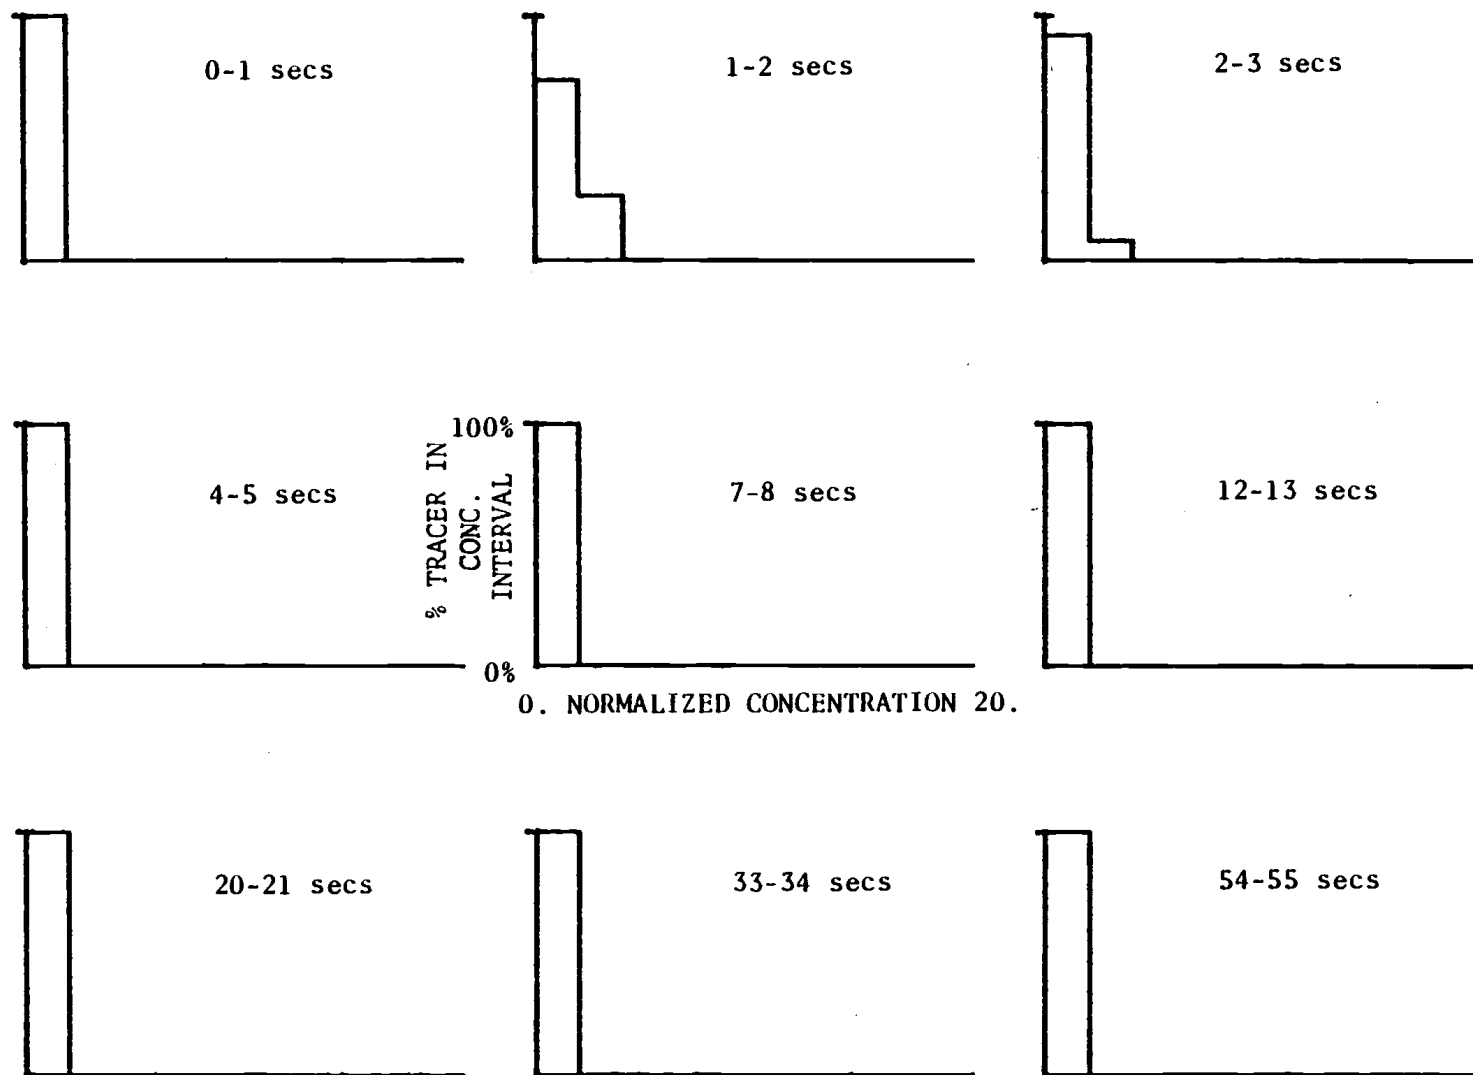 0-1 secs
1-2 secs
2-3 secs
4-5 secs
100%
% TRACER IN
CONC.
INTERVAL
0%
7-8 secs
12-13 secs
0. NORMALIZED CONCENTRATION 20.
20-21 secs
33-34 secs
54-55 secs